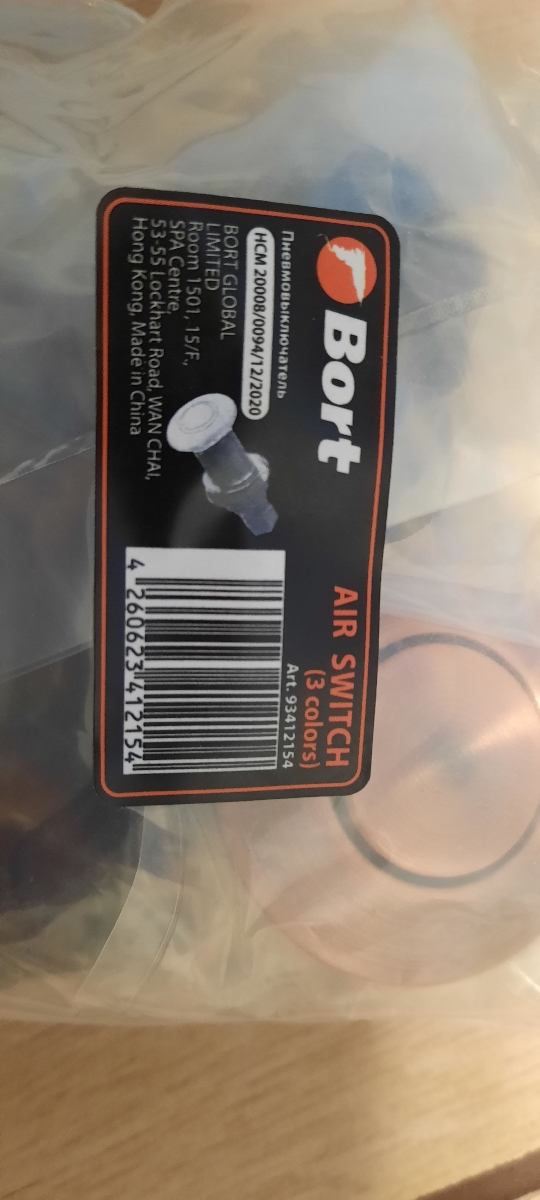 Bort
AIR SWITCH
(3 colors)
Art. 93412154
Пневмовыключатель
HCM 20008/0094/12/2020
BORT GLOBAL
LIMITED
Room 1501, 15/F.,
SPA Centre,
53-55 Lockhart Road, WAN CHAI,
Hong Kong, Made in China
4 260623 412154